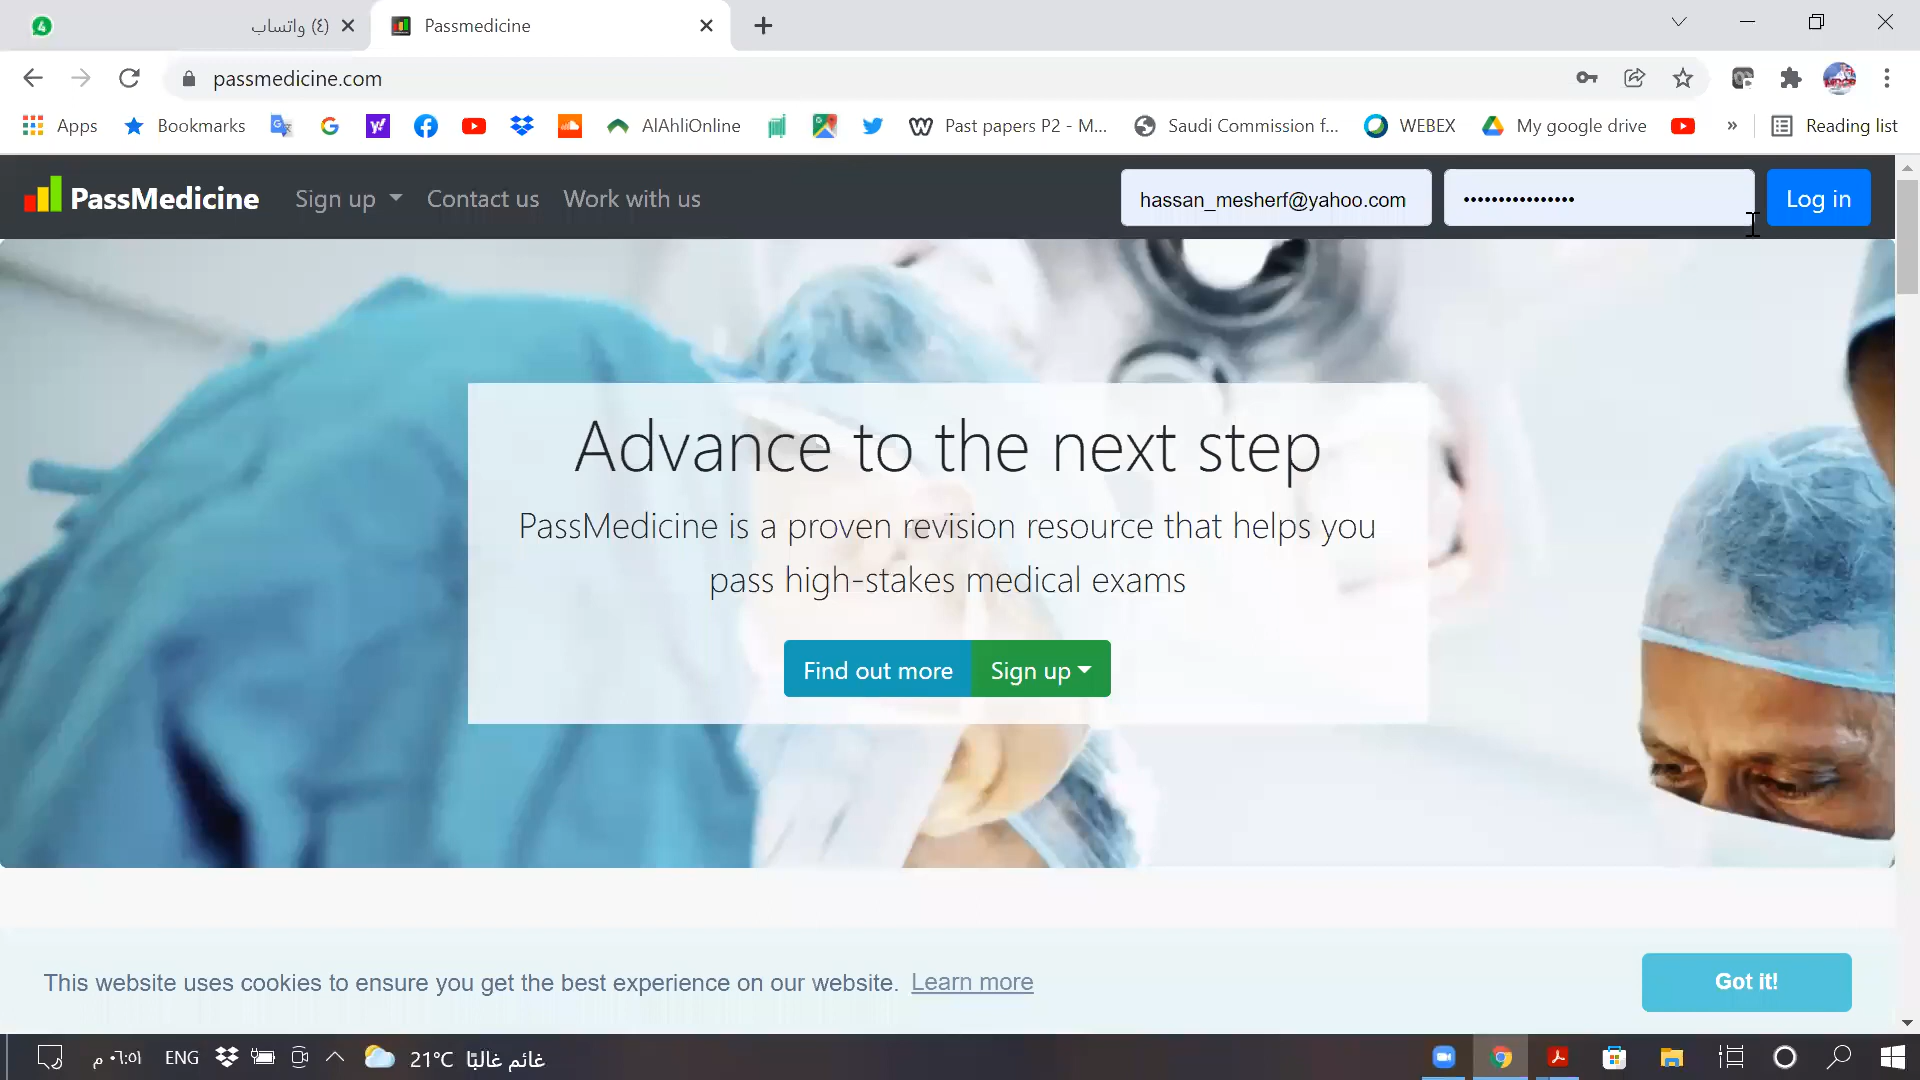 (٤) واتساب
Passmedicine
passmedicine.com
Apps
Bookmarks
AlAhliOnline
Past papers P2 - M...
Saudi Commission f...
WEBEX
My google drive
»
Reading list
PassMedicine
Sign up
Contact us
Work with us
hassan_mesherf@yahoo.com
••••••••••••••••
Log in
Advance to the next step
PassMedicine is a proven revision resource that helps you
pass high-stakes medical exams
Find out more
Sign up
This website uses cookies to ensure you get the best experience on our website. Learn more
Got it!
٠٦:٥١ م
ENG
21°C غائم غالبًا